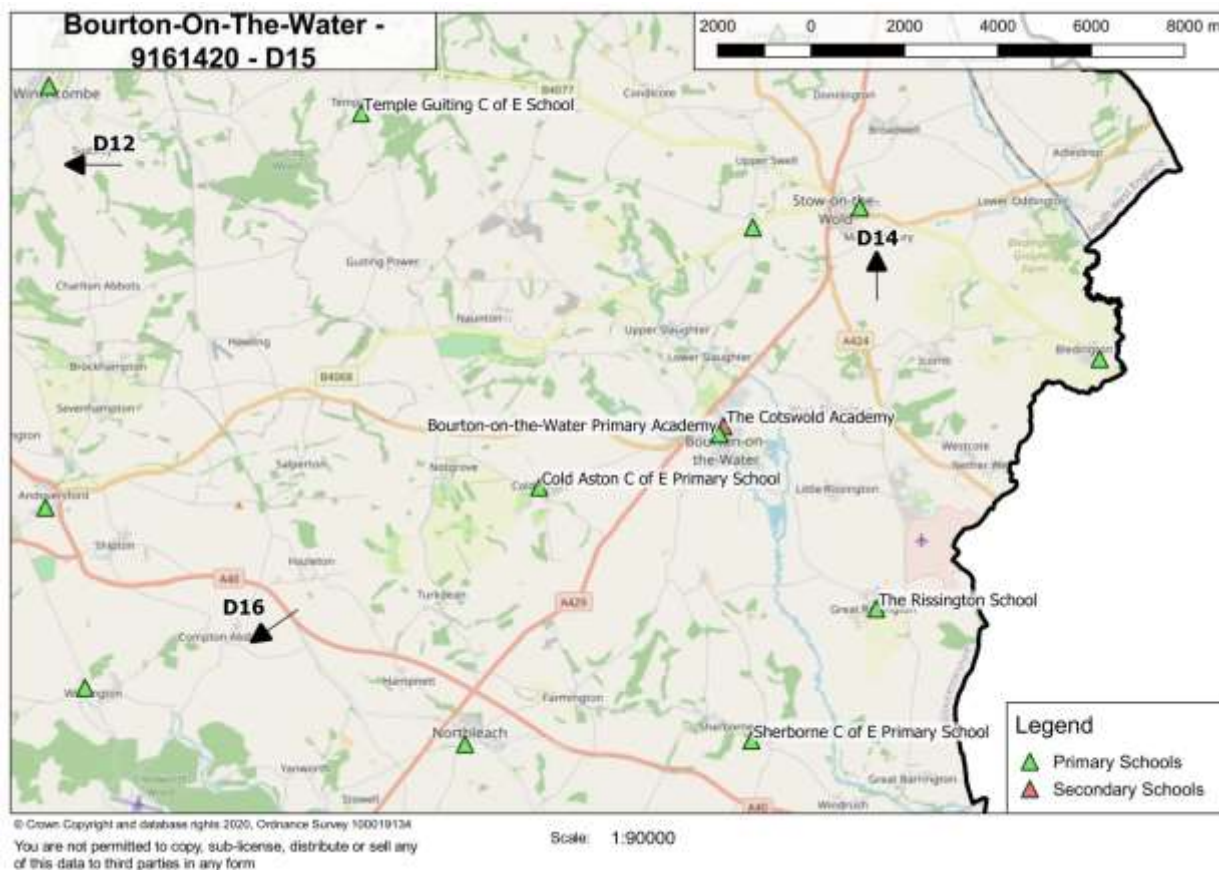 Bourton-On-The-Water -
9161420 - D15
2000 0 2000 4000 6000 8000 m
B4077
Condicote
Donnington
Temple Guiting C of E School
Broadwell
D12
Adlestrop
Upper Swell
Stow-on-the-
Wold
Lower Oddington
D14
Guiting Power
Charlton Abbots
Naunton
Upper Slaughter
Lower Slaughter
A424
Icomb
Hawling
Bledington
Brockhampton
B4068
Sevenhampton
The Cotswold Academy
Bourton-on-the-Water Primary Academy
Bourton-on
the-Water
Westcote
Salperton
Notgrove
Cold Aston C of E Primary School
Little Rissington
Andoversford
Shipton
Hazleton
A40
Turkdean
A429
The Rissington School
D16
Compton
Hampnett
Farmington
Northleach
Sherborne
Sherborne C of E Primary School
Yanworth
Stowell
Great Barrington
Windrush
A40
Legend
Primary Schools
Secondary Schools
© Crown Copyright and database rights 2020, Ordnance Survey 100019134
You are not permitted to copy, sub-license, distribute or sell any
of this data to third parties in any form
Scale: 1:90000